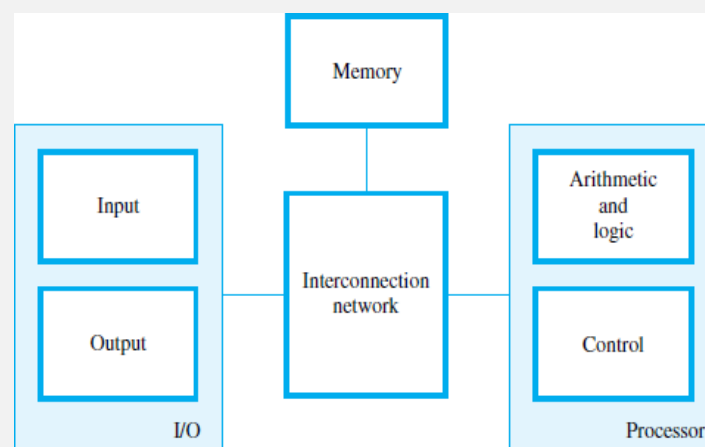 Memory
Input
Output
I/O
Interconnection
network
Arithmetic
and
logic
Control
Processor